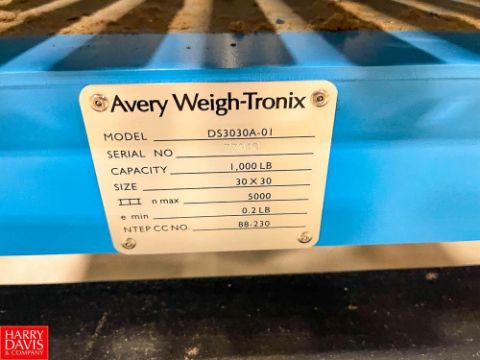 Avery Weigh-Tronix
MODEL DS3030A-01
SERIAL NO
CAPACITY 1,000 LB
SIZE 30 X 30
III n max 5000
e min 0.2 LB
NTEP CC NO. 88-230
HARRY
DAVIS
& COMPANY